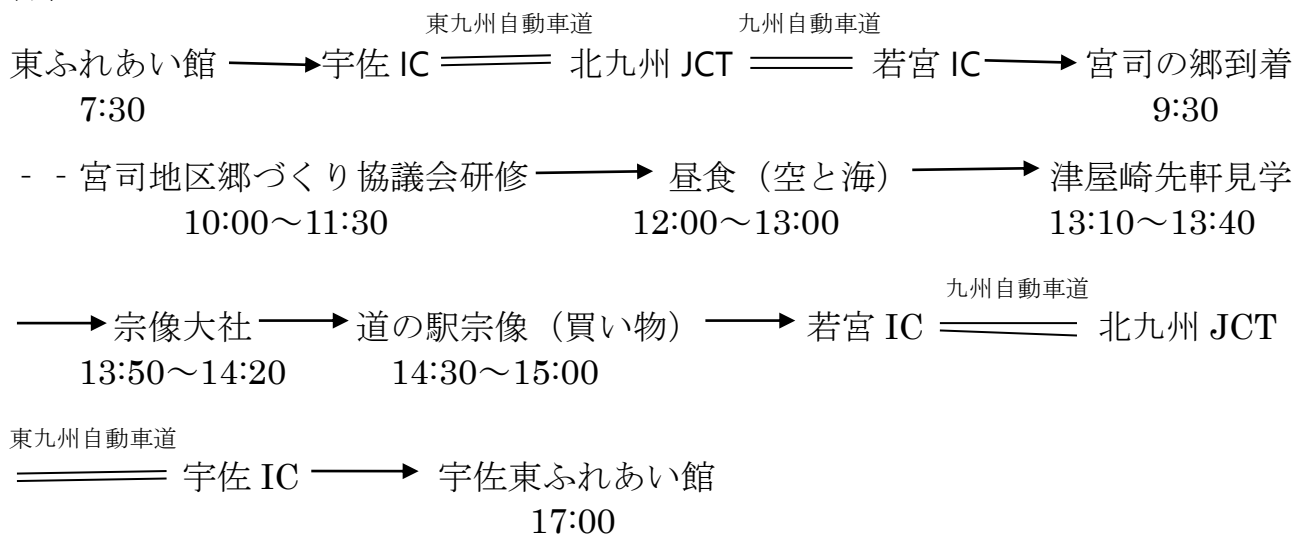 東九州自動車道 九州自動車道
東ふれあい館 宇佐 IC 北九州 JCT 若宮 IC 宮司の郷到着
7:30 9:30
- - 宮司地区郷づくり協議会研修 昼食（空と海） 津屋崎先軒見学
10:00～11:30 12:00～13:00 13:10～13:40
九州自動車道
宗像大社 道の駅宗像（買い物） 若宮 IC 北九州 JCT
13:50～14:20 14:30～15:00
東九州自動車道
宇佐 IC 宇佐東ふれあい館
17:00